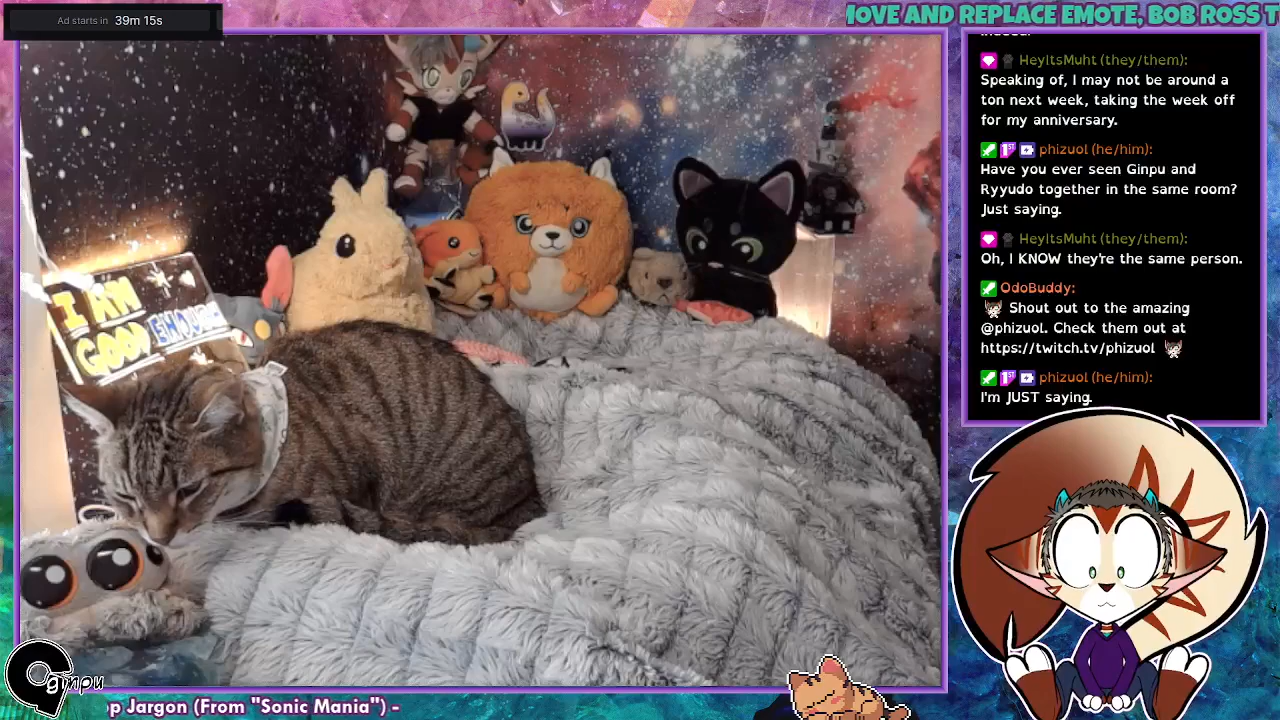 Ad starts in 39m 15s
MOVE AND REPLACE EMOTE, BOB ROSS T
HeyItsMuht (they/them):
Speaking of, I may not be around a
ton next week, taking the week off
for my anniversary.
phizuol (he/him):
Have you ever seen Ginpu and
Ryyudo together in the same room?
Just saying.
HeyItsMuht (they/them):
Oh, I KNOW they're the same person.
OdoBuddy:
Shout out to the amazing
@phizuol. Check them out at
https://twitch.tv/phizuol
phizuol (he/him):
I'm JUST saying.
I AM
GOOD ENOUGH
ginpu
p Jargon (From "Sonic Mania") -